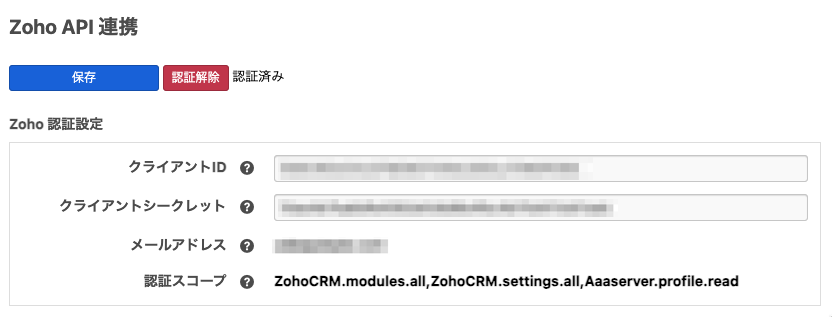 Zoho API 連携
保存 認証解除 認証済み
Zoho 認証設定
クライアントID ?
クライアントシークレット ?
メールアドレス ?
認証スコープ ? ZohoCRM.modules.all,ZohoCRM.settings.all,Aaaserver.profile.read